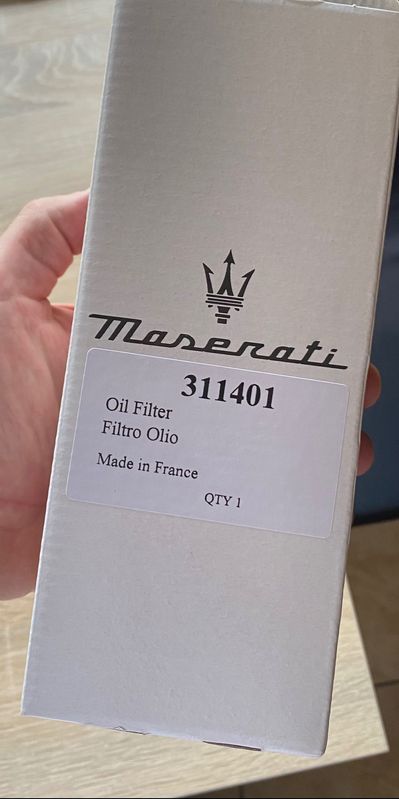 Maserati
311401
Oil Filter
Filtro Olio
Made in France
QTY 1